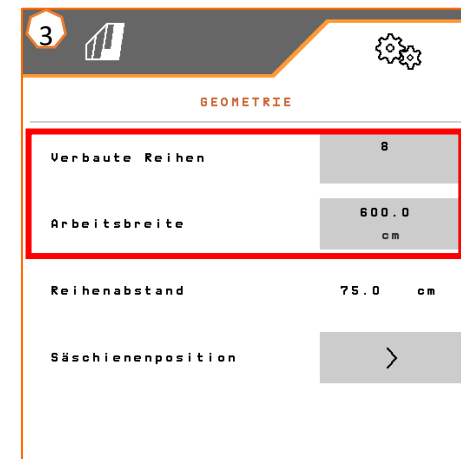 3
GEOMETRIE
Verbaute Reihen 8
Arbeitsbreite 600.0 cm
Reihenabstand 75.0 cm
Säschienenposition >